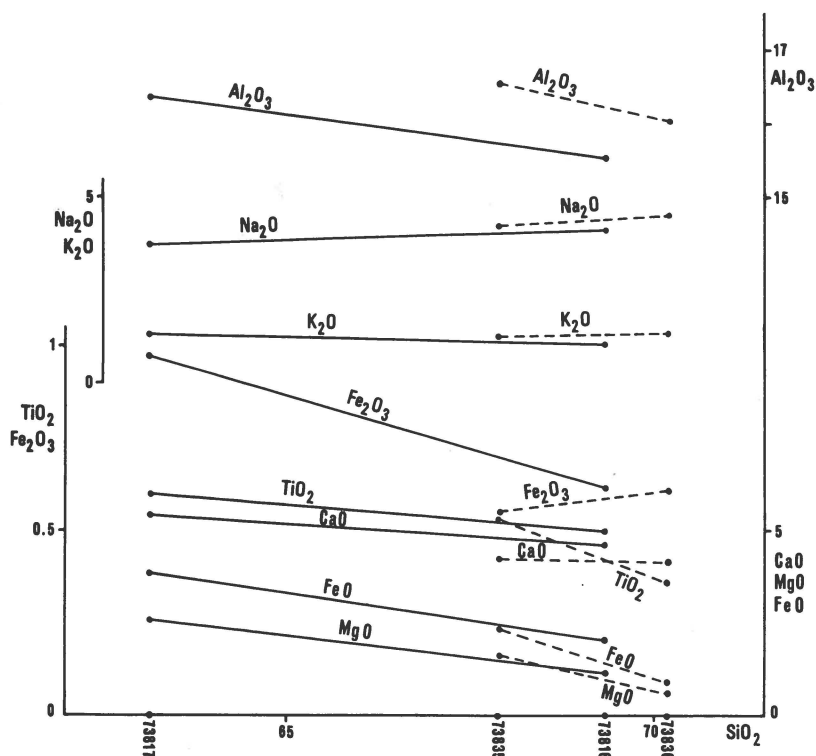 17
Al₂O₃
Al₂O₃
Al₂O₃
5
15
Na₂O
Na₂O
Na₂O
K₂O
K₂O
K₂O
1
0
Fe₂O₃
TiO₂
Fe₂O₃
TiO₂
Fe₂O₃
CaO
0.5
5
CaO
CaO
TiO₂
MgO
FeO
FeO
MgO
FeO
MgO
0
0
65
70
SiO₂